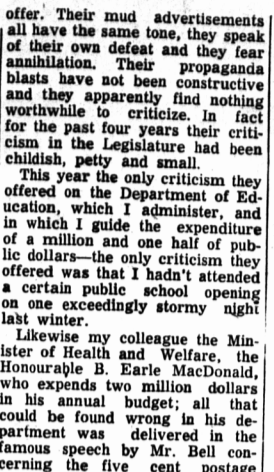 offer. Their mud advertisements
all have the same tone, they speak
of their own defeat and they fear
annihilation. Their propaganda
blasts have not been constructive
and they apparently find nothing
worthwhile to criticize. In fact
for the past four years their criti-
cism in the Legislature had been
childish, petty and small.
This year the only criticism they
offered on the Department of Ed-
ucation, which I administer, and
in which I guide the expenditure
of a million and one half of pub-
lic dollars—the only criticism they
offered was that I hadn't attended
a certain public school opening
on one exceedingly stormy night
last winter.
Likewise my colleague the Min-
ister of Health and Welfare, the
Honourable B. Earle MacDonald,
who expends two million dollars
in his annual budget; all that
could be found wrong in his de-
partment was delivered in the
famous speech by Mr. Bell con-
cerning the five cent postage